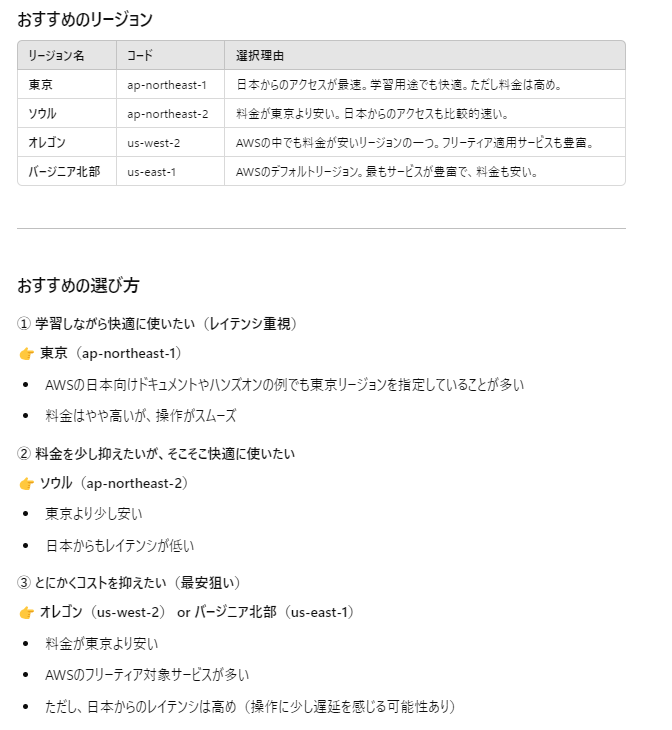 おすすめのリージョン
リージョン名 コード 選択理由
東京 ap-northeast-1 日本からのアクセスが最速。学習用途でも快適。ただし料金は高め。
ソウル ap-northeast-2 料金が東京より安い。日本からのアクセスも比較的速い。
オレゴン us-west-2 AWSの中でも料金が安いリージョンの一つ。フリーティア適用サービスも豊富。
バージニア北部 us-east-1 AWSのデフォルトリージョン。最もサービスが豊富で、料金も安い。
おすすめの選び方
① 学習しながら快適に使いたい（レイテンシ重視）
👉 東京（ap-northeast-1）
• AWSの日本向けドキュメントやハンズオンの例でも東京リージョンを指定していることが多い
• 料金はやや高いが、操作がスムーズ
② 料金を少し抑えたいが、そこそこ快適に使いたい
👉 ソウル（ap-northeast-2）
• 東京より少し安い
• 日本からもレイテンシが低い
③ とにかくコストを抑えたい（最安狙い）
👉 オレゴン（us-west-2） or バージニア北部（us-east-1）
• 料金が東京より安い
• AWSのフリーティア対象サービスが多い
• ただし、日本からのレイテンシは高め（操作に少し遅延を感じる可能性あり）